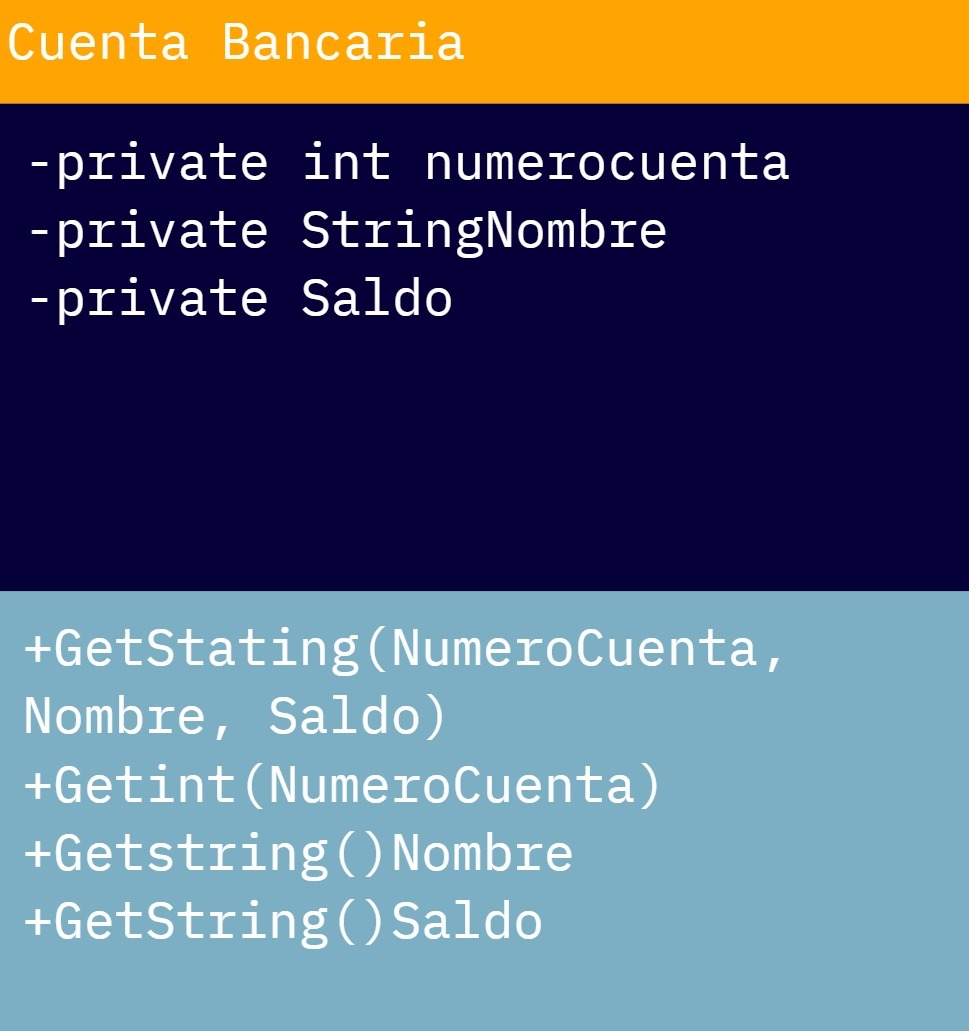 Cuenta Bancaria
-private int numerocuenta
-private StringNombre
-private Saldo
+GetStating(NumeroCuenta,
Nombre, Saldo)
+Getint(NumeroCuenta)
+Getstring()Nombre
+GetString()Saldo